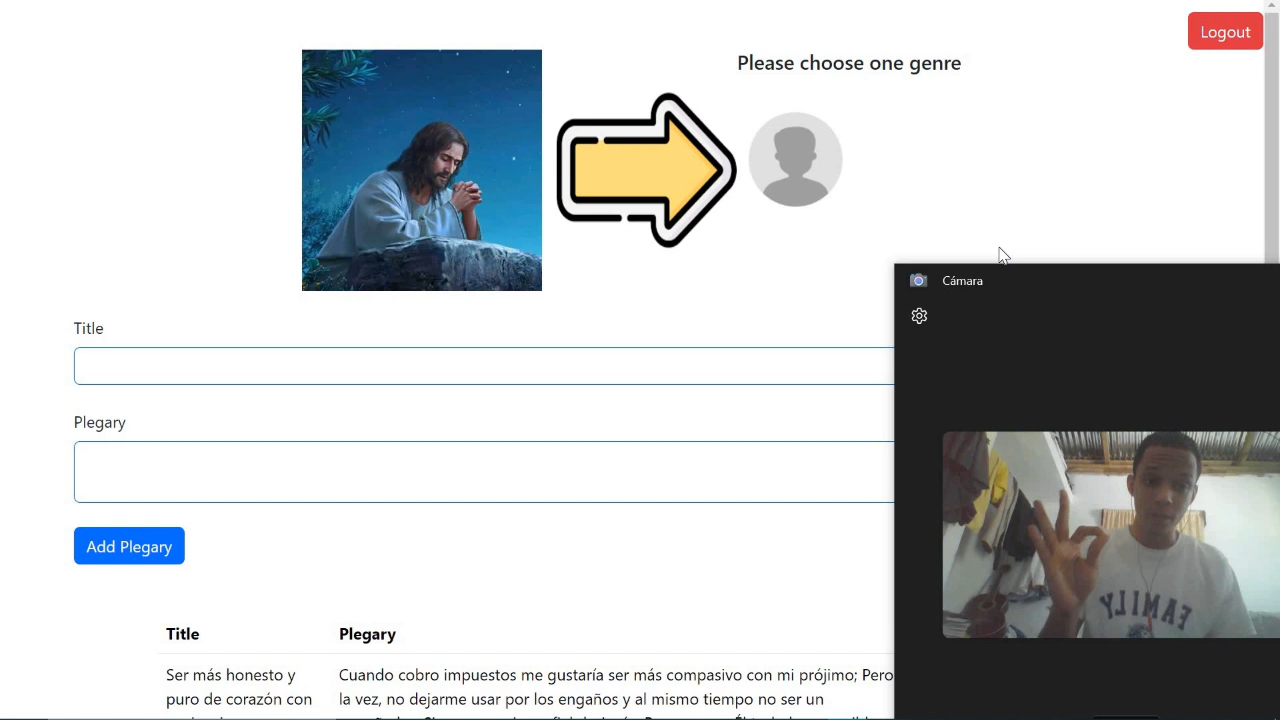 Logout
Please choose one genre
Cámara
Title
Plegary
Add Plegary
FAMILY
Title Plegary
Ser más honesto y
puro de corazón con
Cuando cobro impuestos me gustaría ser más compasivo con mi prójimo; Pero
la vez, no dejarme usar por los engaños y al mismo tiempo no ser un